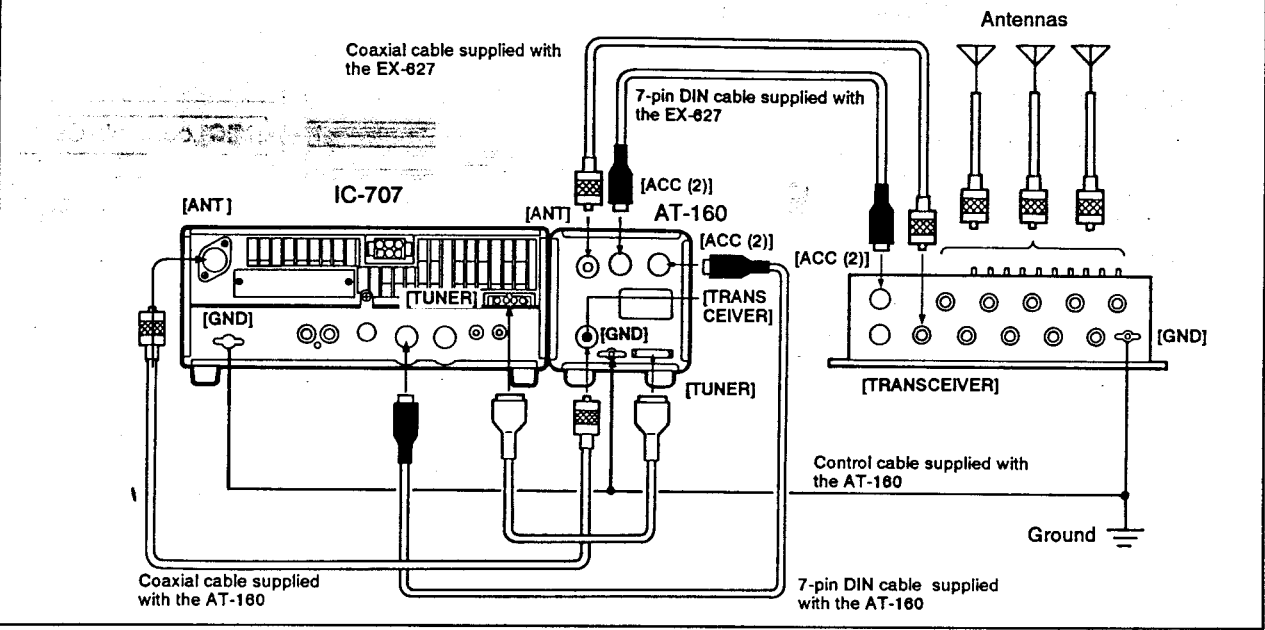 Antennas
Coaxial cable supplied with
the EX-627
7-pin DIN cable supplied with
the EX-627
IC-707
[ANT]
[ANT]
[ACC (2)]
AT-160
[ACC (2)]
[ACC (2)]
[TUNER]
[TRANS
CEIVER]
[GND]
[GND]
[GND]
[TUNER]
[TRANSCEIVER]
Control cable supplied with
the AT-160
Ground
Coaxial cable supplied
with the AT-160
7-pin DIN cable supplied
with the AT-160